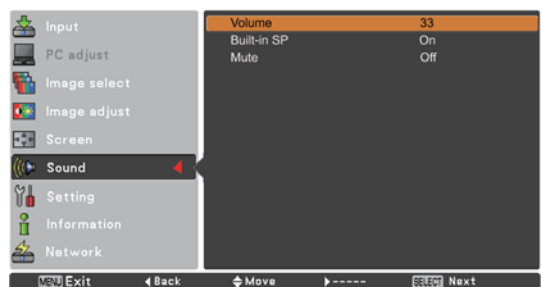 Input
PC adjust
Image select
Image adjust
Screen
Sound
Setting
Information
Network
Volume 33
Built-in SP On
Mute Off
MENU Exit Back Move ----- SELECT Next